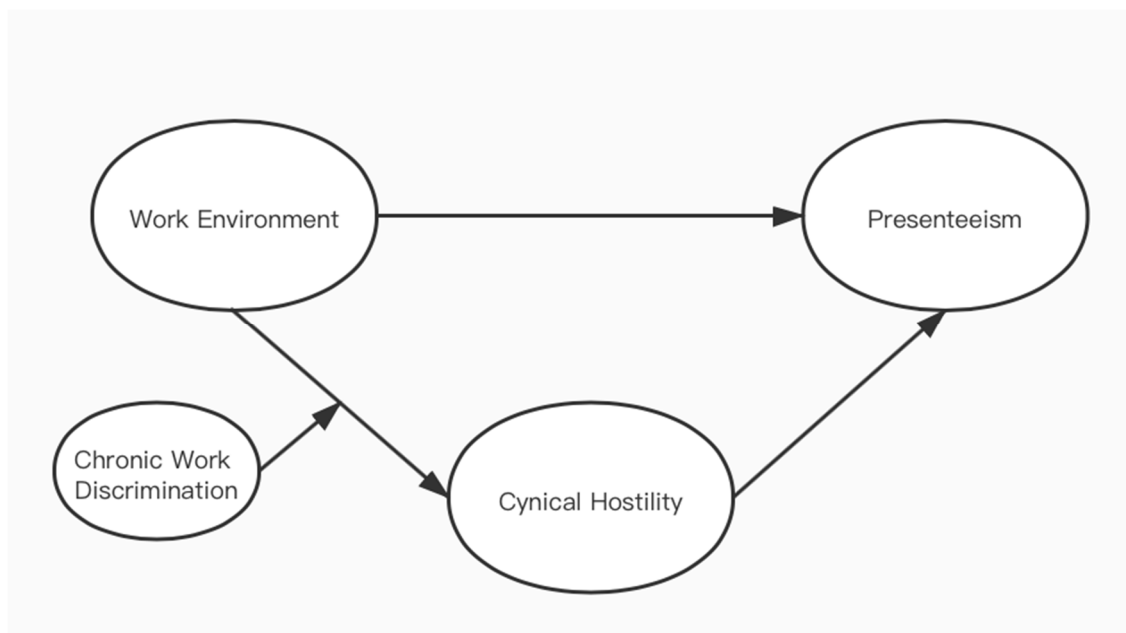 Work Environment
Presenteeism
Chronic Work
Discrimination
Cynical Hostility